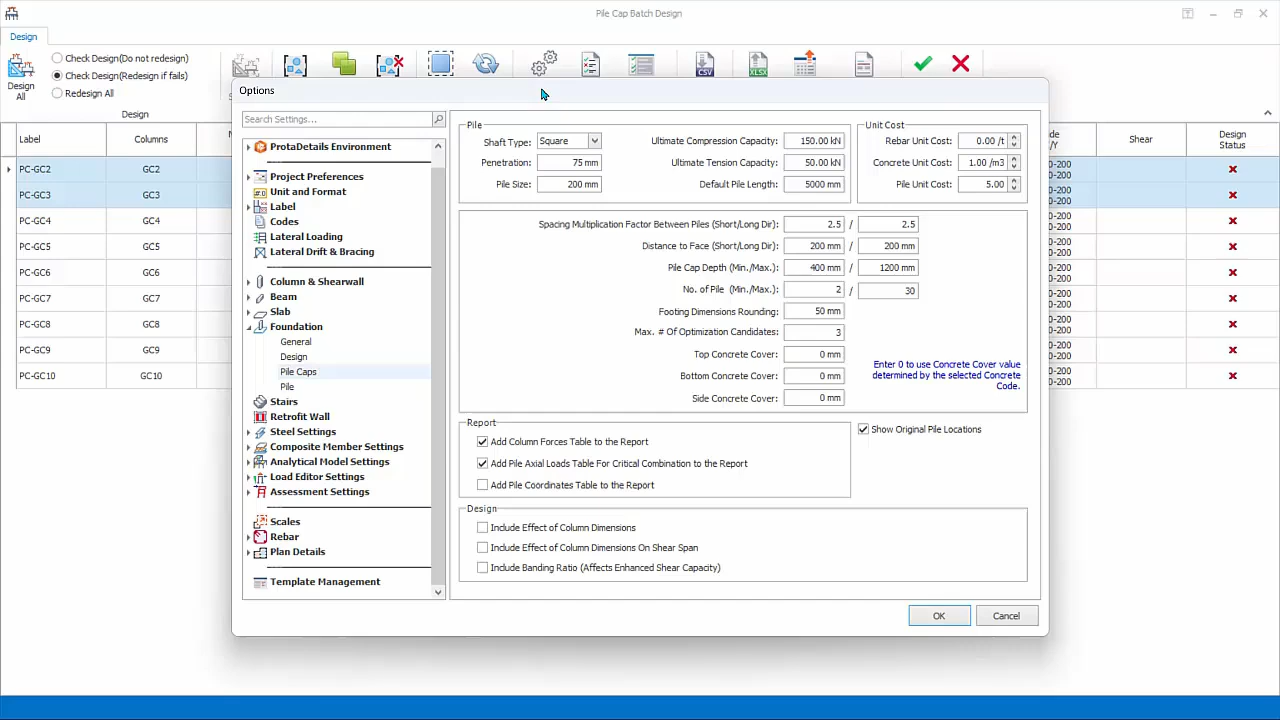 Pile Cap Batch Design
Design
Check Design(Do not redesign)
Check Design(Redesign if fails)
Redesign All
Design
All
CSV
XLSX
Design
Options
Label
Columns
Shear
Design
Status
PC-GC2
GC2
PC-GC3
GC3
PC-GC4
GC4
PC-GC5
GC5
PC-GC6
GC6
PC-GC7
GC7
PC-GC8
GC8
PC-GC9
GC9
PC-GC10
GC10
Search Settings...
ProtaDetails Environment
Project Preferences
Unit and Format
Label
Codes
Lateral Loading
Lateral Drift & Bracing
Column & Shearwall
Beam
Slab
Foundation
General
Design
Pile Caps
Pile
Stairs
Retrofit Wall
Steel Settings
Composite Member Settings
Analytical Model Settings
Load Editor Settings
Assessment Settings
Scales
Rebar
Plan Details
Template Management
Pile
Shaft Type: Square
Ultimate Compression Capacity: 150.00 kN
Penetration: 75 mm
Ultimate Tension Capacity: 50.00 kN
Pile Size: 200 mm
Default Pile Length: 5000 mm
Unit Cost
Rebar Unit Cost: 0.00 /t
Concrete Unit Cost: 1.00 /m3
Pile Unit Cost: 5.00
Spacing Multiplication Factor Between Piles (Short/Long Dir): 2.5 / 2.5
Distance to Face (Short/Long Dir): 200 mm / 200 mm
Pile Cap Depth (Min./Max.): 400 mm / 1200 mm
No. of Pile (Min./Max.): 2 / 30
Footing Dimensions Rounding: 50 mm
Max. # Of Optimization Candidates: 3
Top Concrete Cover: 0 mm
Bottom Concrete Cover: 0 mm
Side Concrete Cover: 0 mm
Enter 0 to use Concrete Cover value
determined by the selected Concrete
Code.
Report
Add Column Forces Table to the Report
Add Pile Axial Loads Table For Critical Combination to the Report
Add Pile Coordinates Table to the Report
Show Original Pile Locations
Design
Include Effect of Column Dimensions
Include Effect of Column Dimensions On Shear Span
Include Banding Ratio (Affects Enhanced Shear Capacity)
OK
Cancel